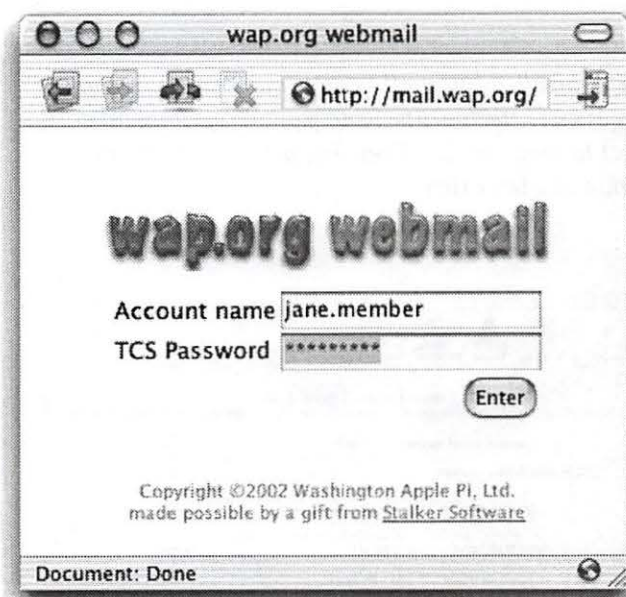 wap.org webmail
http://mail.wap.org/
wap.org webmail
Account name jane.member
TCS Password *********
Enter
Copyright ©2002 Washington Apple Pi, Ltd.
made possible by a gift from Stalker Software
Document: Done